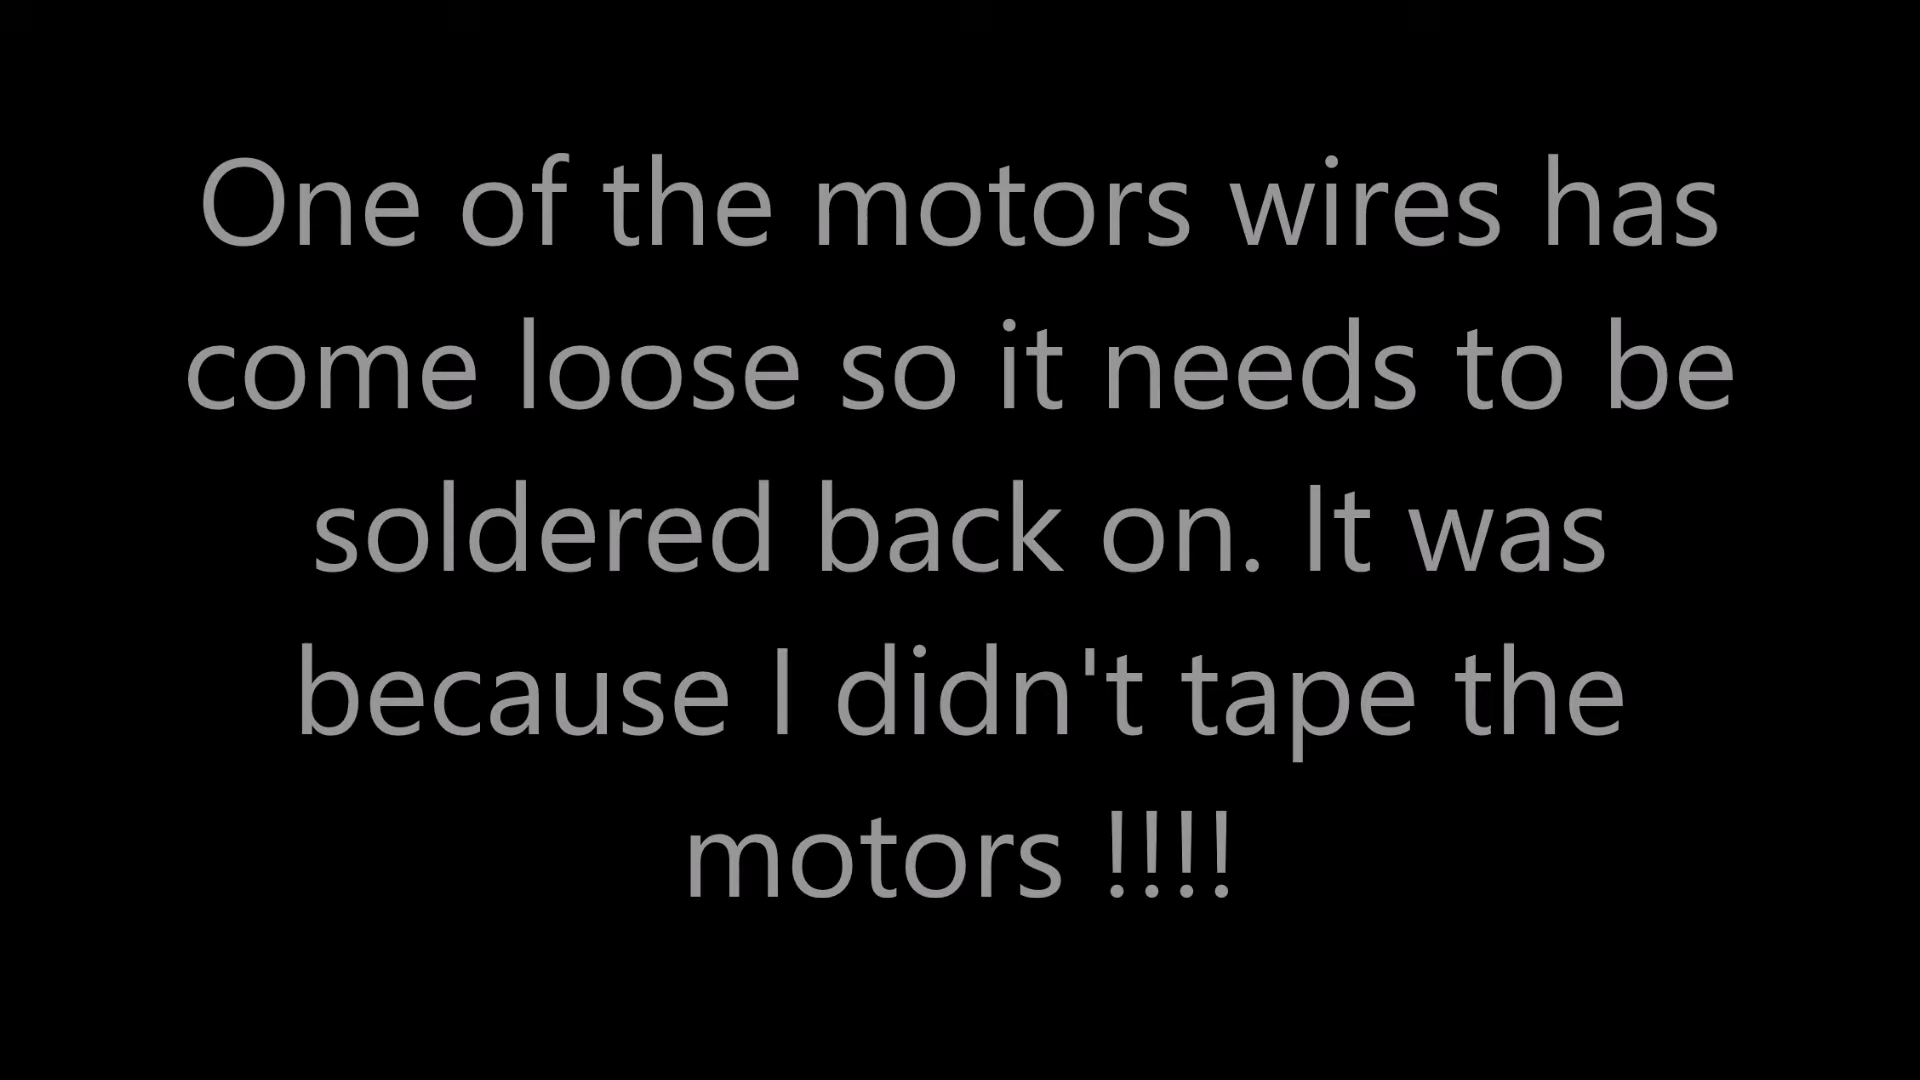 One of the motors wires has
come loose so it needs to be
soldered back on. It was
because I didn't tape the
motors !!!!